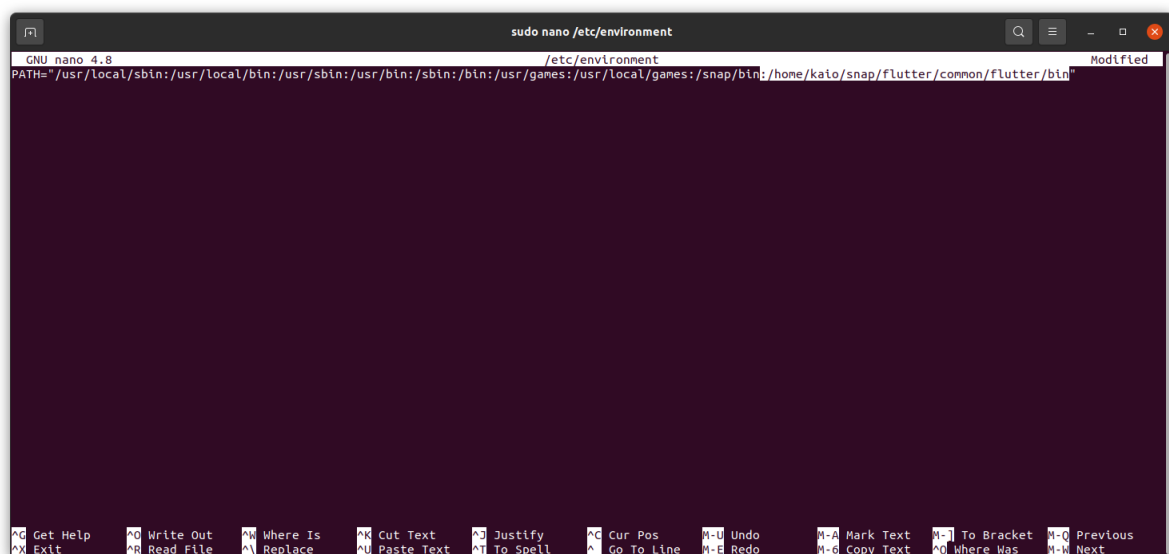 sudo nano /etc/environment
GNU nano 4.8 /etc/environment Modified
PATH="/usr/local/sbin:/usr/local/bin:/usr/sbin:/usr/bin:/sbin:/bin:/usr/games:/usr/local/games:/snap/bin:/home/kaio/snap/flutter/common/flutter/bin"
^G Get Help ^O Write Out ^W Where Is ^K Cut Text ^J Justify ^C Cur Pos M-U Undo M-A Mark Text M-] To Bracket M-Q Previous
^X Exit ^R Read File ^\ Replace ^U Paste Text ^T To Spell ^_ Go To Line M-E Redo M-6 Copy Text ^Q Where Was M-W Next